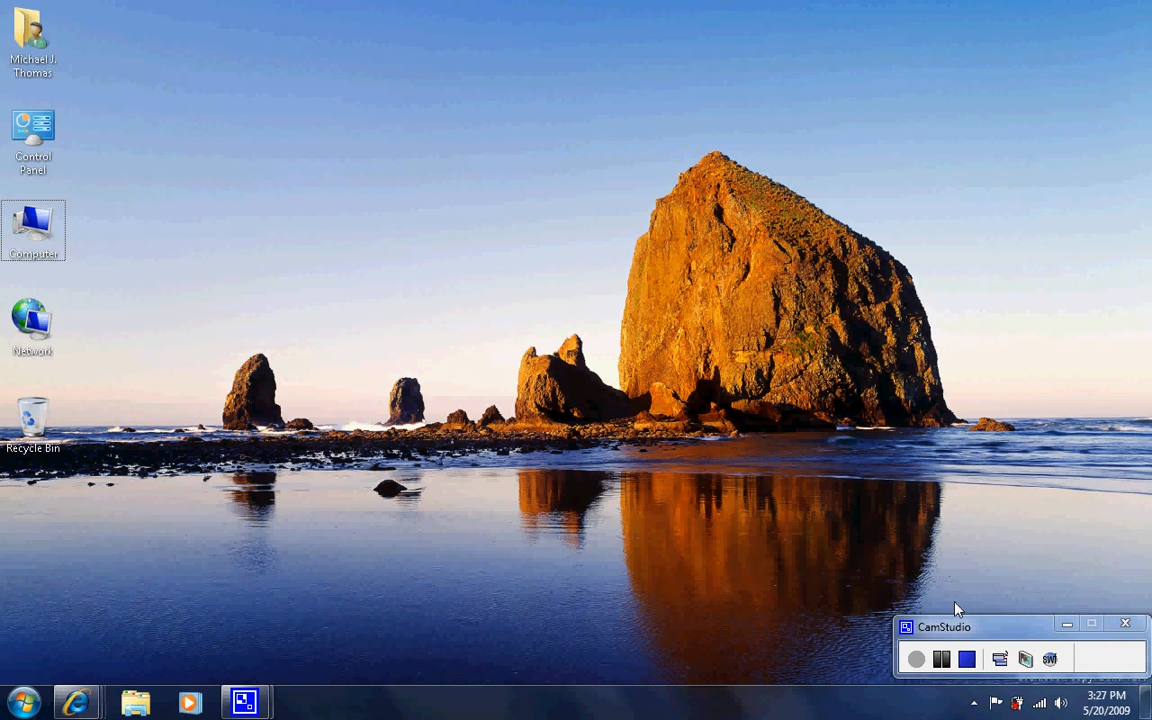 Michael J.
Thomas
Control
Panel
Computer
Network
Recycle Bin
CamStudio
SWF
3:27 PM
5/20/2009